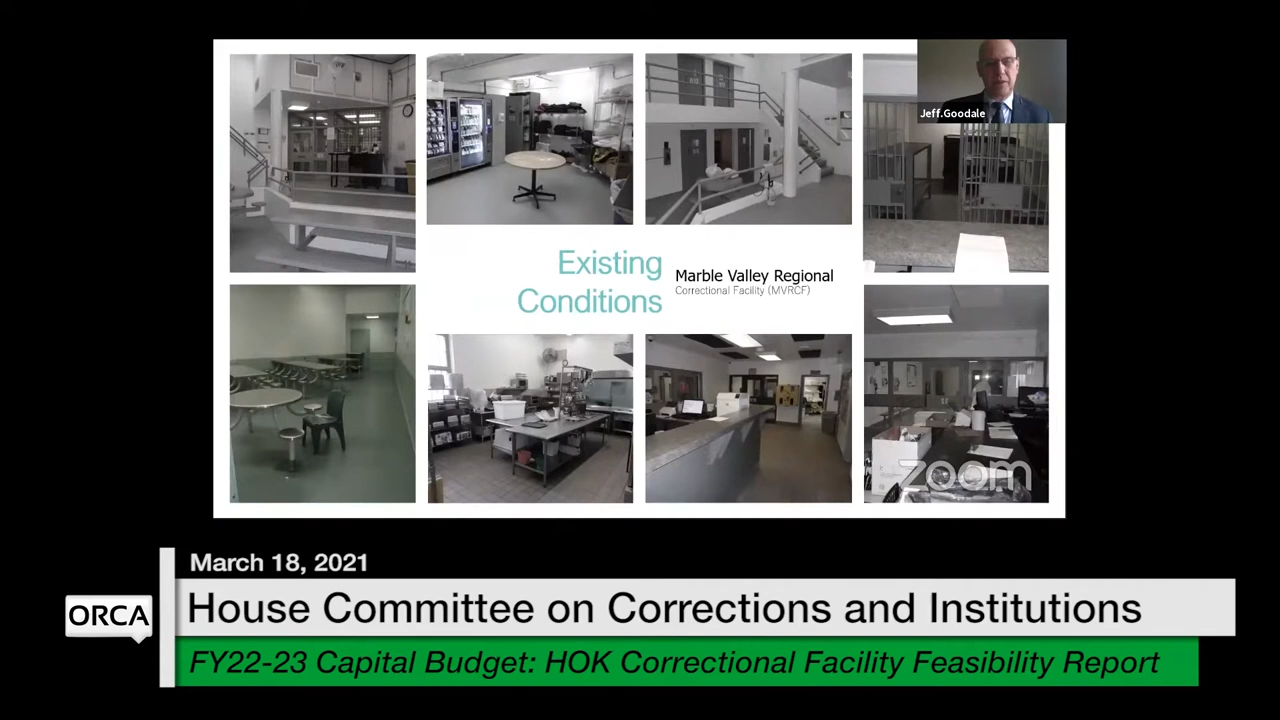 Jeff.Goodale
Existing
Conditions
Marble Valley Regional
Correctional Facility (MVRCF)
zoom
March 18, 2021
ORCA
House Committee on Corrections and Institutions
FY22-23 Capital Budget: HOK Correctional Facility Feasibility Report